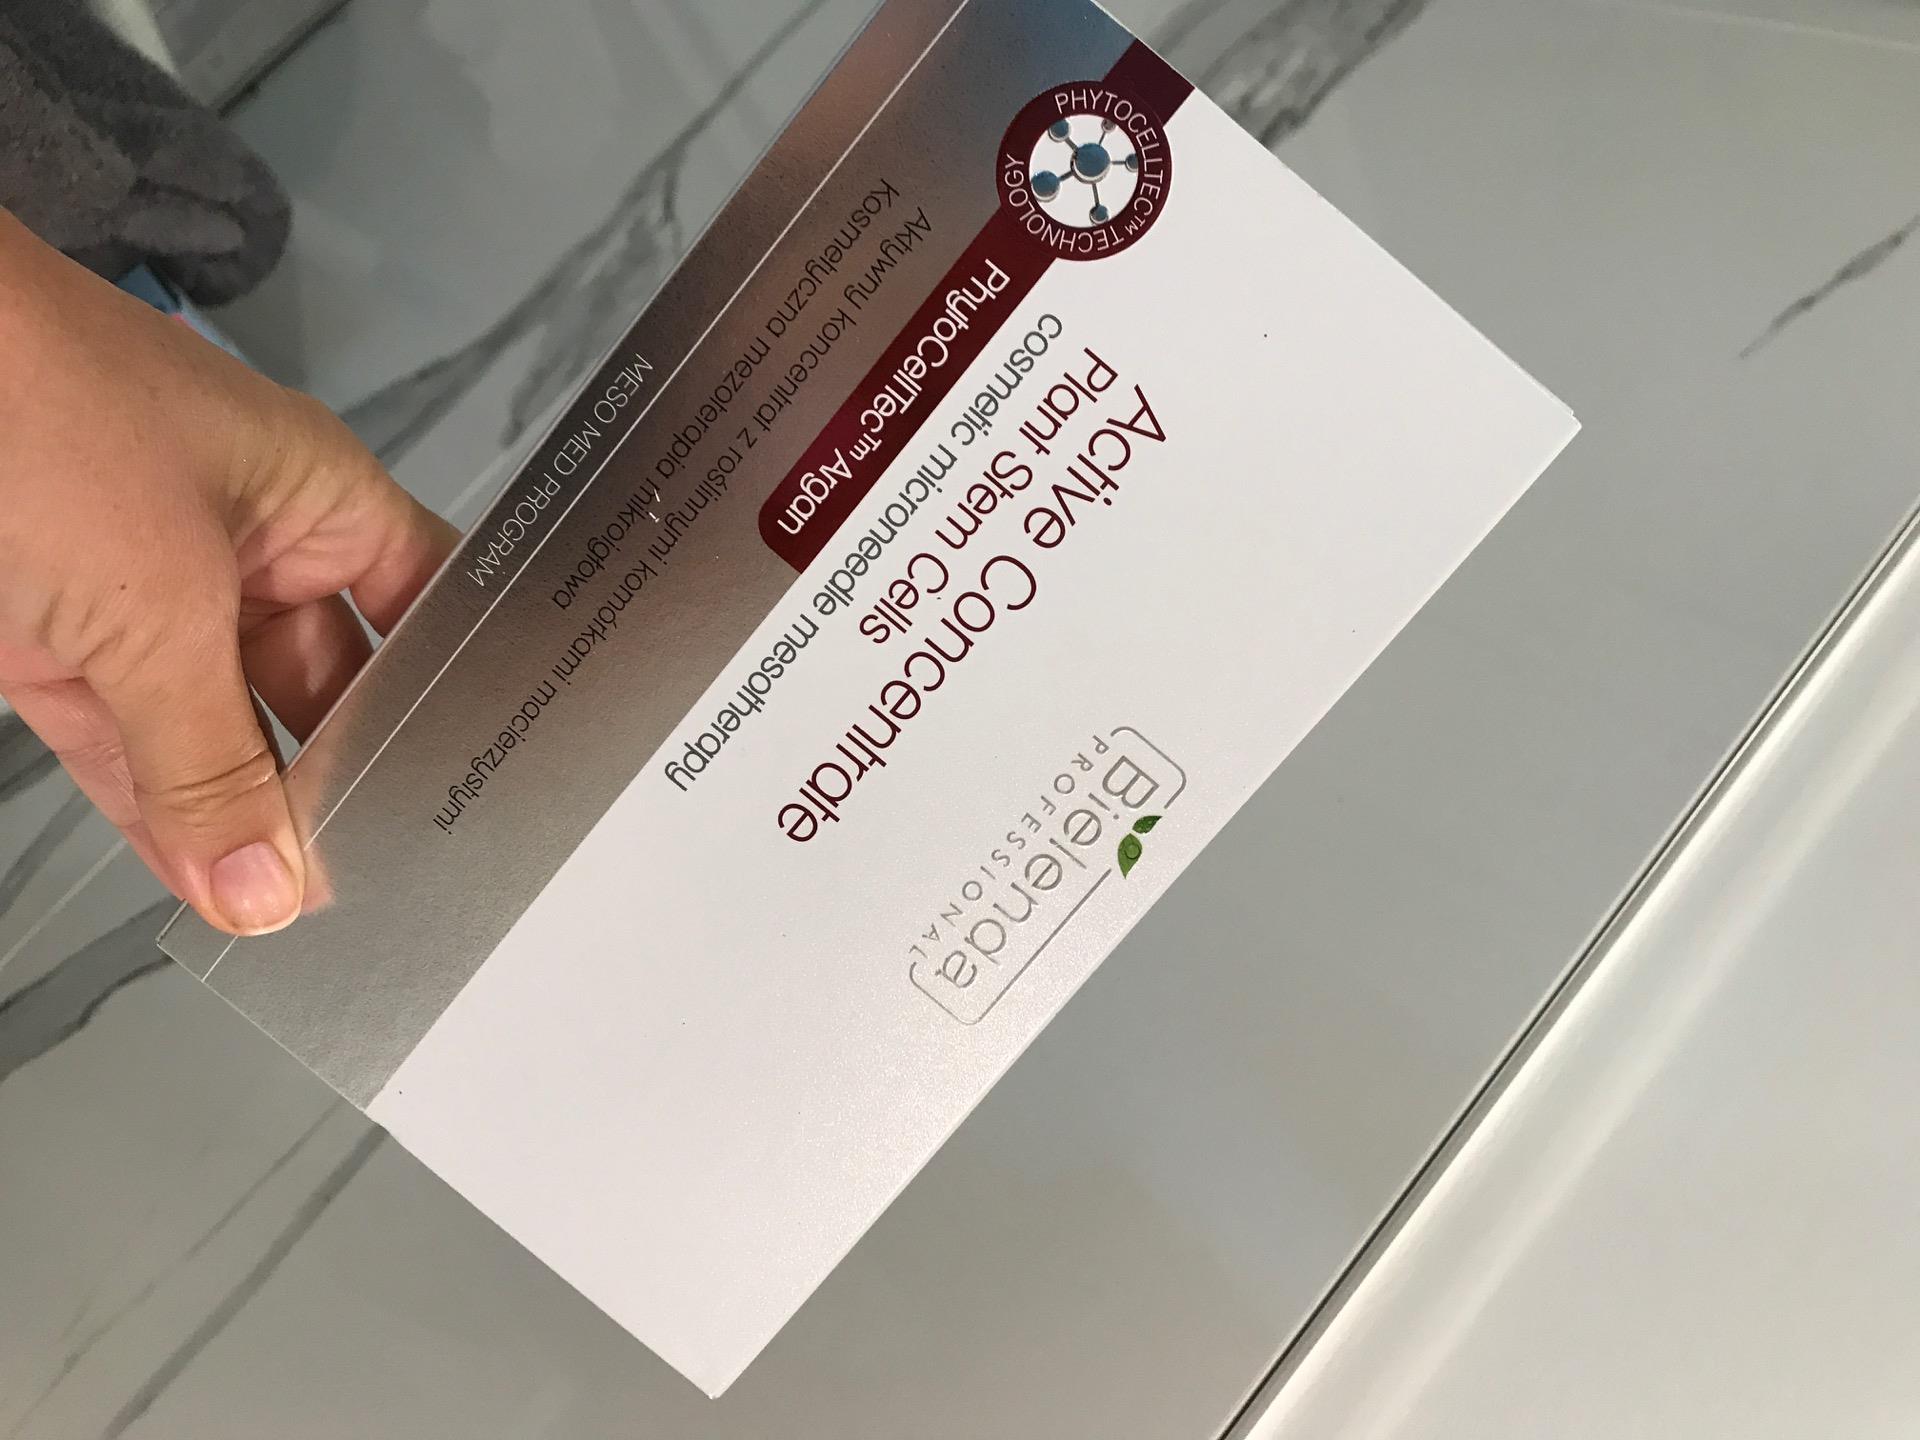 Bielenda
PROFESSIONAL
Active Concentrate
Plant Stem Cells
cosmetic microneedle mesotherapy
PHYTOCELLTEC™ TECHNOLOGY
PhytoCellTec™ Argan
Aktywny koncentrat z roślinnymi komórkami macierzystymi
Kosmetyczna mezoterapia mikroigłowa
MESO MED PROGRAM